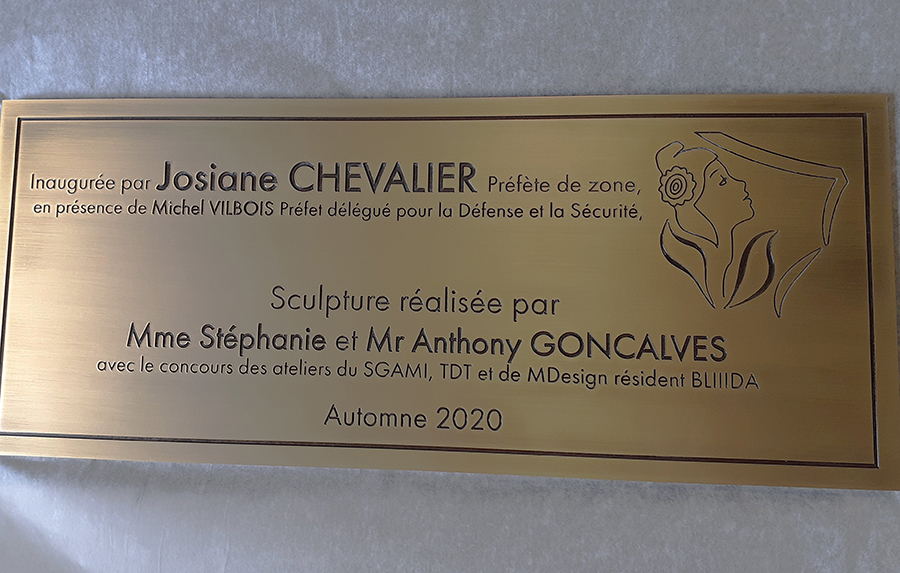 Inaugurée par Josiane CHEVALIER Préfète de zone,
en présence de Michel VILBOIS Préfet délégué pour la Défense et la Sécurité,
Sculpture réalisée par
Mme Stéphanie et Mr Anthony GONCALVES
avec le concours des ateliers du SGAMI, TDT et de MDesign résident BLIIIDA
Automne 2020